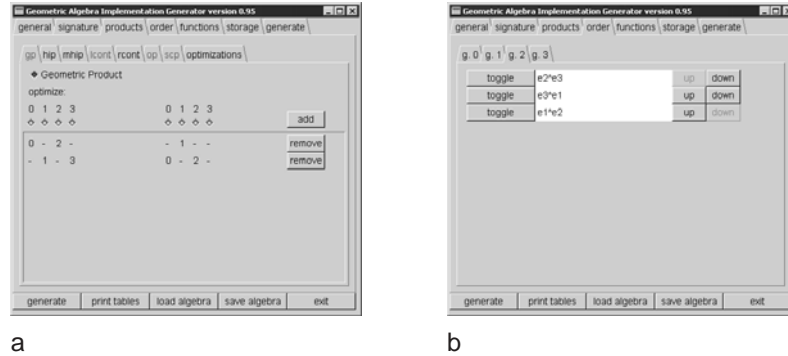 Geometric Algebra Implementation Generator version 0.95
general signature products order functions storage generate
gp hip mhip lcont rcont op scp optimizations
Geometric Product
optimize:
0 1 2 3 0 1 2 3
add
0 - 2 - - 1 - - remove
- 1 - 3 0 - 2 - remove
generate print tables load algebra save algebra exit
a
Geometric Algebra Implementation Generator version 0.95
general signature products order functions storage generate
g. 0 g. 1 g. 2 g. 3
toggle e2^e3 up down
toggle e3^e1 up down
toggle e1^e2 up down
generate print tables load algebra save algebra exit
b